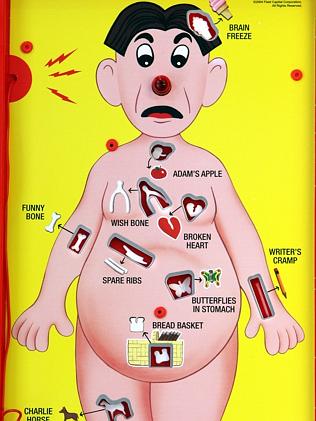 BRAIN
FREEZE
ADAM'S APPLE
FUNNY
BONE
WISH BONE
BROKEN
HEART
WRITER'S
CRAMP
SPARE RIBS
BUTTERFLIES
IN STOMACH
BREAD BASKET
CHARLIE
HORSE